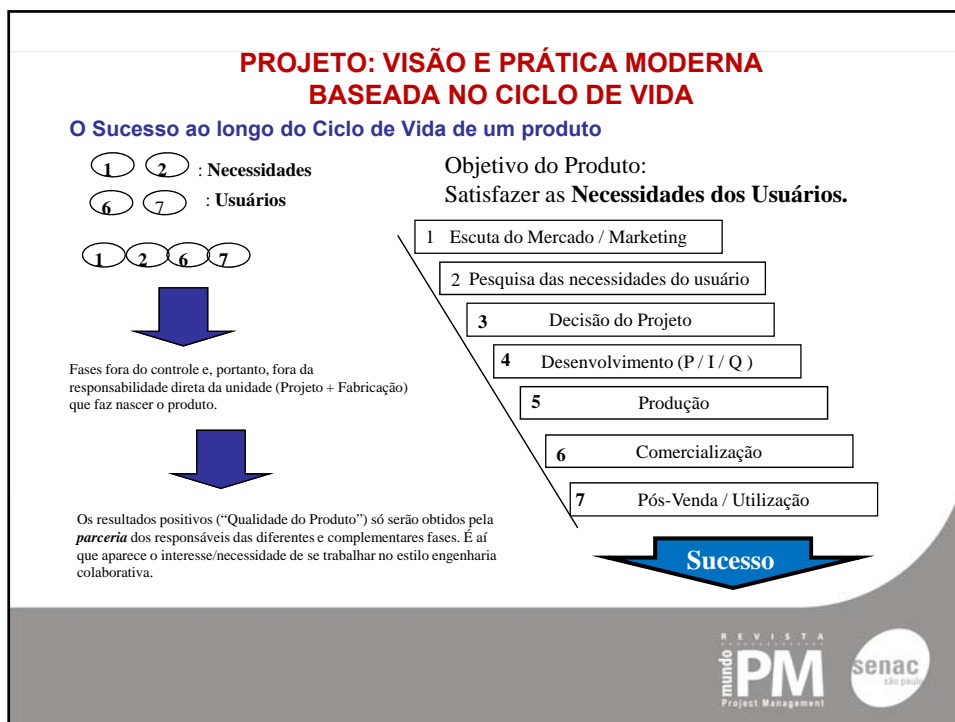 PROJETO: VISÃO E PRÁTICA MODERNA
BASEADA NO CICLO DE VIDA
O Sucesso ao longo do Ciclo de Vida de um produto
1 2 : Necessidades
6 7 : Usuários
1 2 6 7
Fases fora do controle e, portanto, fora da
responsabilidade direta da unidade (Projeto + Fabricação)
que faz nascer o produto.
Os resultados positivos (“Qualidade do Produto”) só serão obtidos pela
parceria dos responsáveis das diferentes e complementares fases. É aí
que aparece o interesse/necessidade de se trabalhar no estilo engenharia
colaborativa.
Objetivo do Produto:
Satisfazer as Necessidades dos Usuários.
1 Escuta do Mercado / Marketing
2 Pesquisa das necessidades do usuário
3 Decisão do Projeto
4 Desenvolvimento (P / I / Q )
5 Produção
6 Comercialização
7 Pós-Venda / Utilização
Sucesso
REVISTA
mundo
PM
Project Management
senac
são paulo